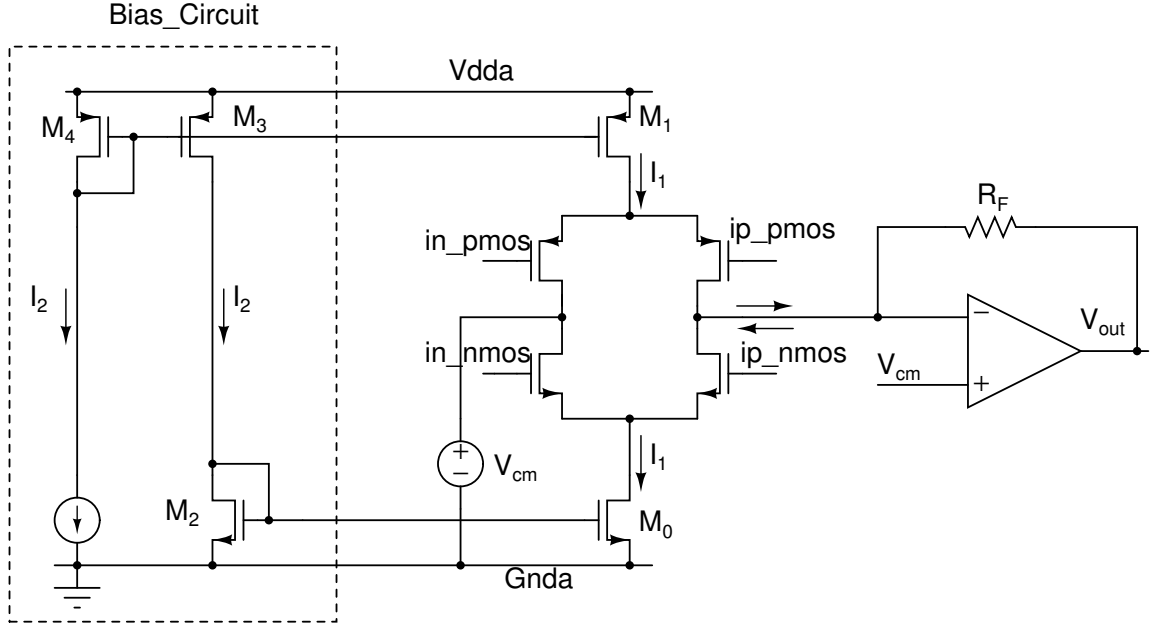 Bias_Circuit
Vdda
M4
M3
M1
I1
RF
in_pmos
ip_pmos
I2
I2
in_nmos
ip_nmos
−
Vout
Vcm
+
+
−
Vcm
I1
M2
M0
Gnda